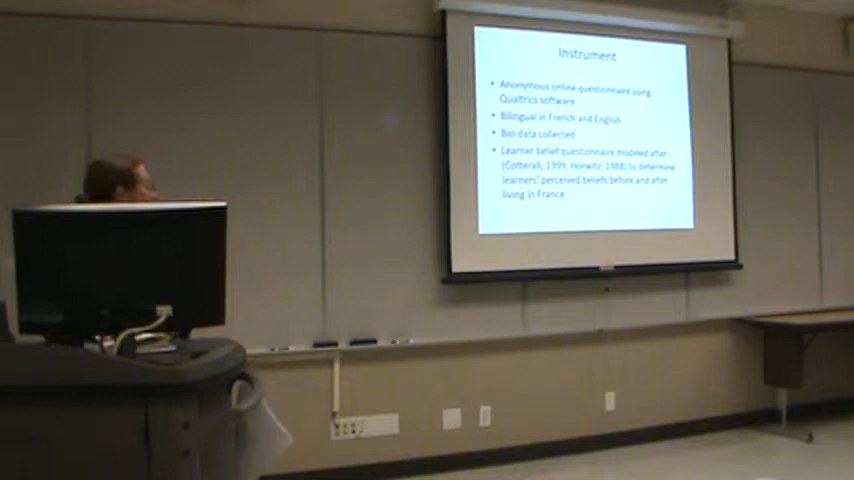 Instrument
• Anonymous online questionnaire using
Qualtrics software
• Bilingual in French and English
• Bio-data collected
• Learner belief questionnaire modeled after
(Cotterall, 1999; Horwitz, 1988) to determine
learners' perceived beliefs before and after
living in France